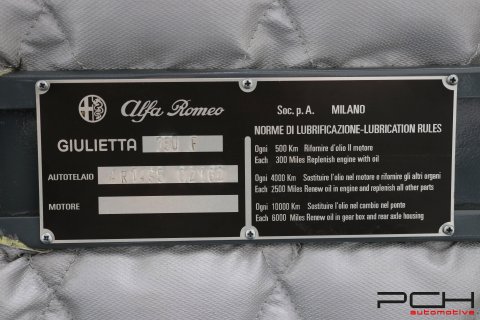 Alfa Romeo
GIULIETTA 750 F
AUTOTELAIO
MOTORE
Soc. p. A. MILANO
NORME DI LUBRIFICAZIONE-LUBRICATION RULES
Ogni 500 Km Rifornire d'olio Il motore
Each 300 Miles Replenish engine with oil
Ogni 4000 Km Sostituire l'olio nel motore e rifornire gli altri organi
Each 2500 Miles Renew oil in engine and replenish all other parts
Ogni 10000 Km Sostituire l'olio nel cambio nel ponte
Each 6000 Miles Renew oil in gear box and rear axle housing
PCH
automotive